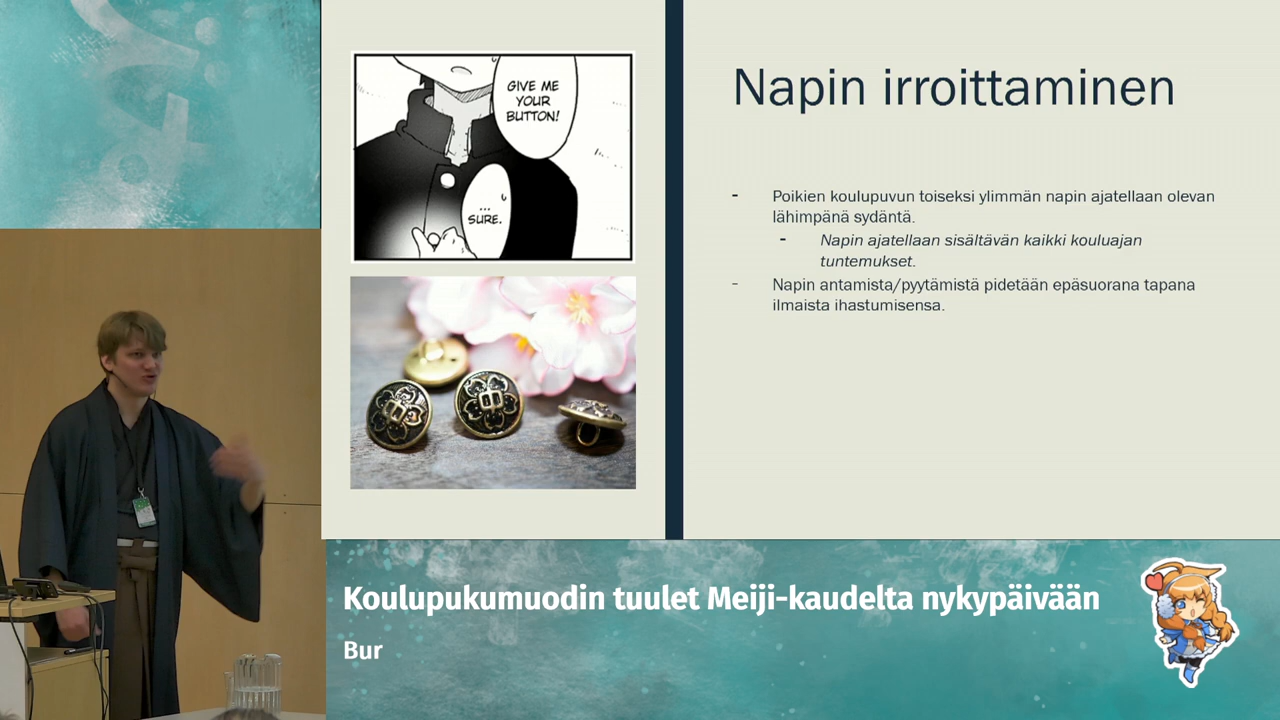 GIVE ME
YOUR
BUTTON!
...
SURE.
Napin irroittaminen
- Poikien koulupuvun toiseksi ylimmän napin ajatellaan olevan
lähimpänä sydäntä.
- Napin ajatellaan sisältävän kaikki kouluajan
tuntemukset.
- Napin antamista/pyytämistä pidetään epäsuorana tapana
ilmaista ihastumisensa.
Koulupukumuodin tuulet Meiji-kaudelta nykypäivään
Bur